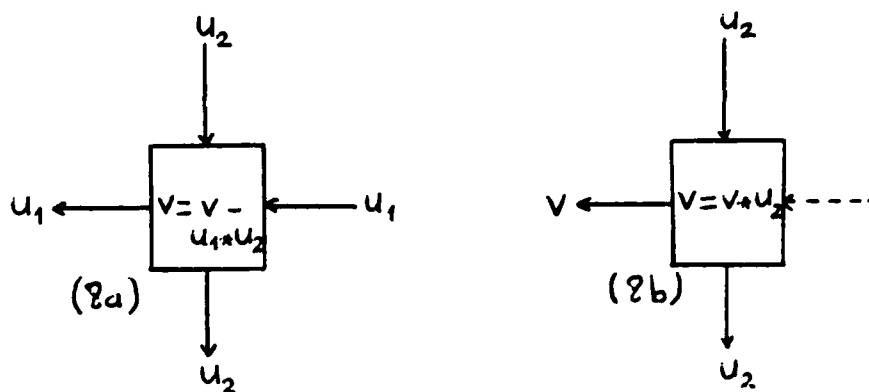 u₂
u₂
u₁
v = v -
u₁*u₂
u₁
v
v = v*u₂
(8a)
(8b)
u₂
u₂